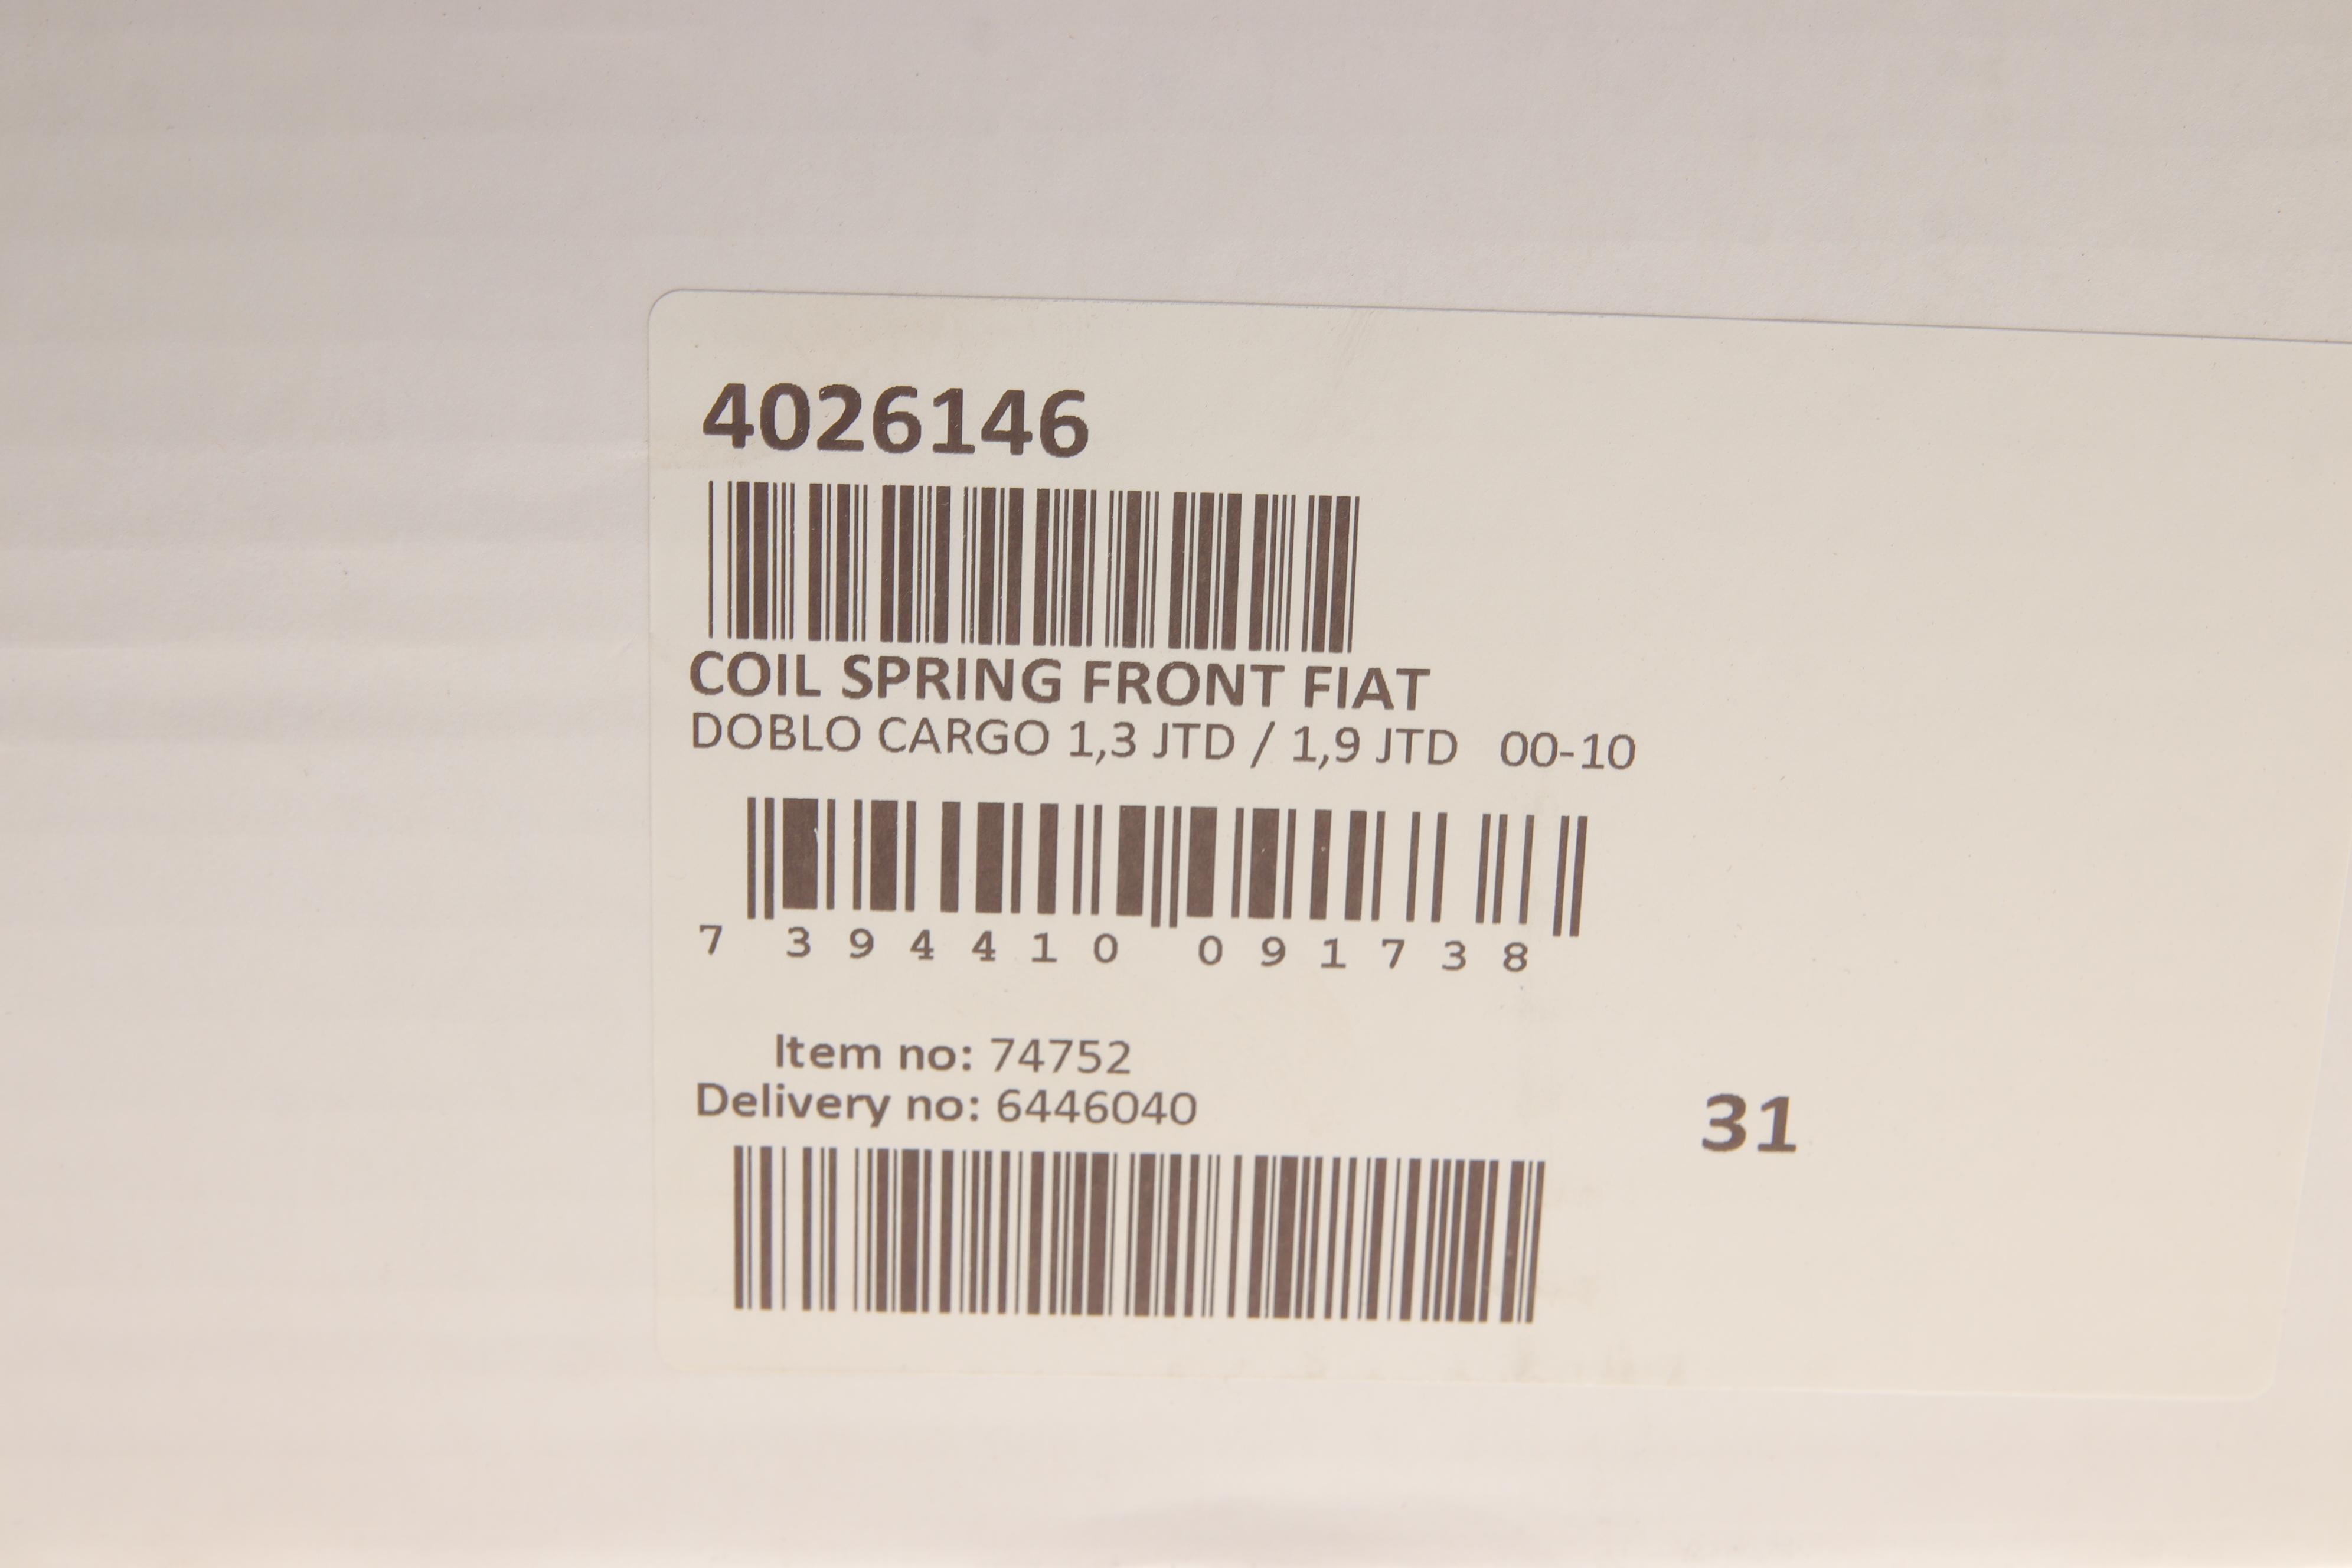 4026146
COIL SPRING FRONT FIAT
DOBLO CARGO 1,3 JTD / 1,9 JTD 00-10
7 394410 091738
Item no: 74752
Delivery no: 6446040
31